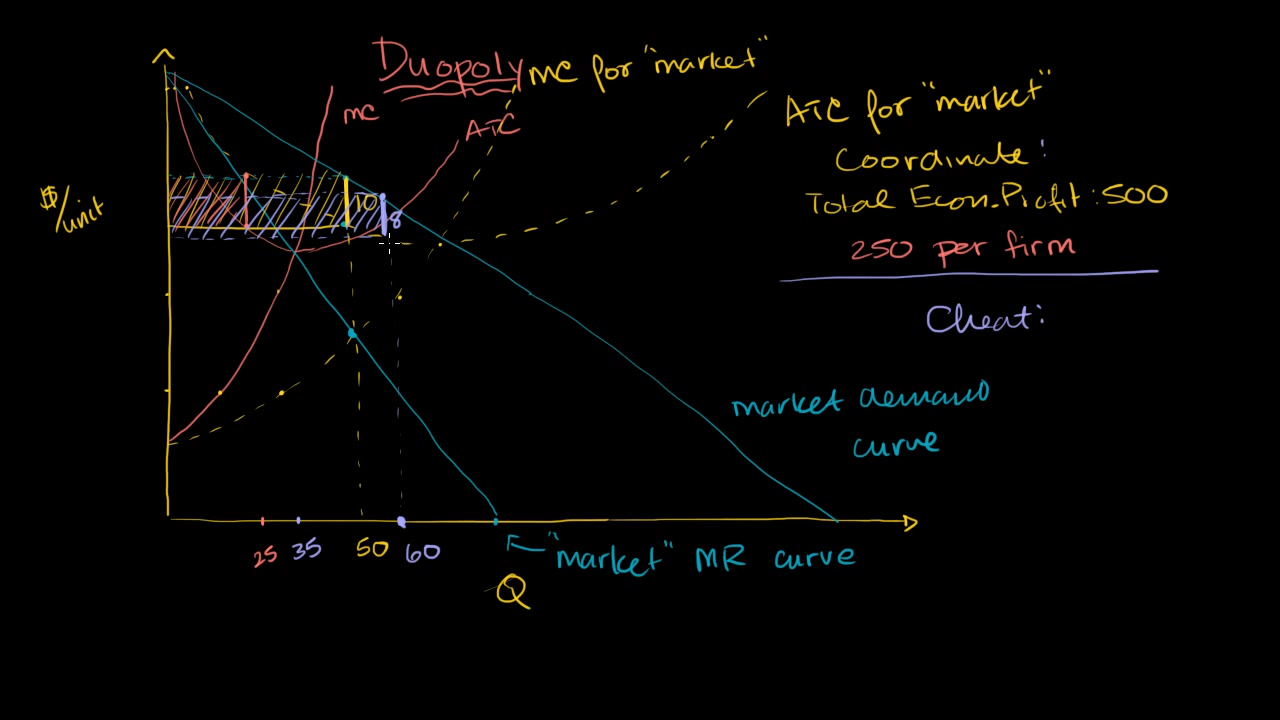 Duopoly
MC for "market"
MC
ATC
ATC for "market"
Coordinate:
Total Econ. Profit: 500
250 per firm
Cheat:
$/unit
10
8
market demand
curve
25 35 50 60
"market" MR curve
Q